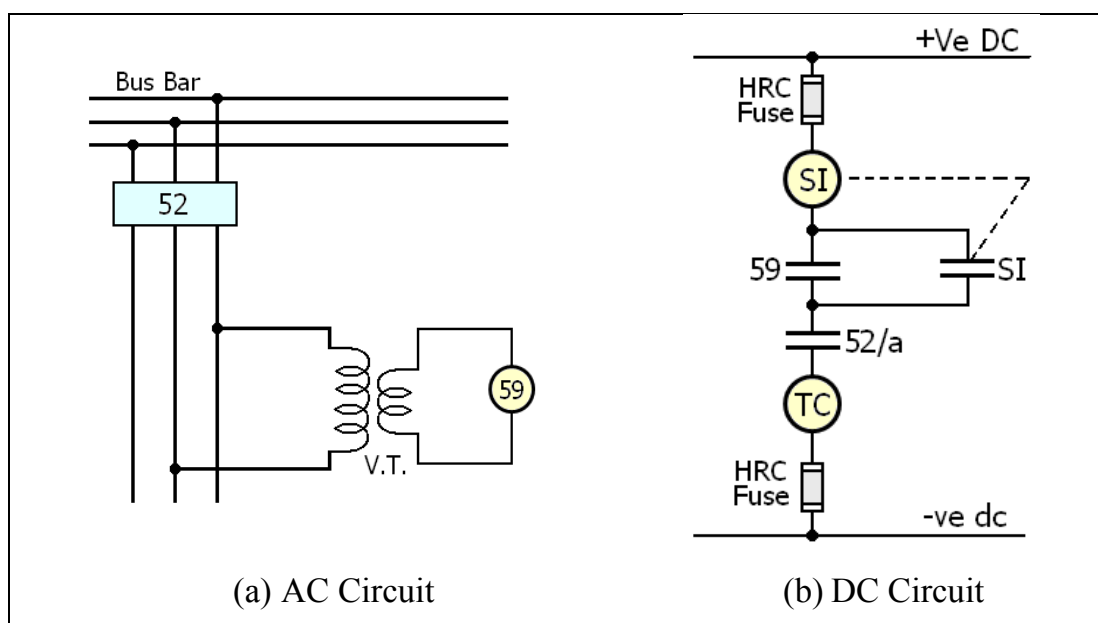 Bus Bar
52
59
V.T.
(a) AC Circuit
+Ve DC
HRC
Fuse
SI
59
SI
52/a
TC
HRC
Fuse
-ve dc
(b) DC Circuit